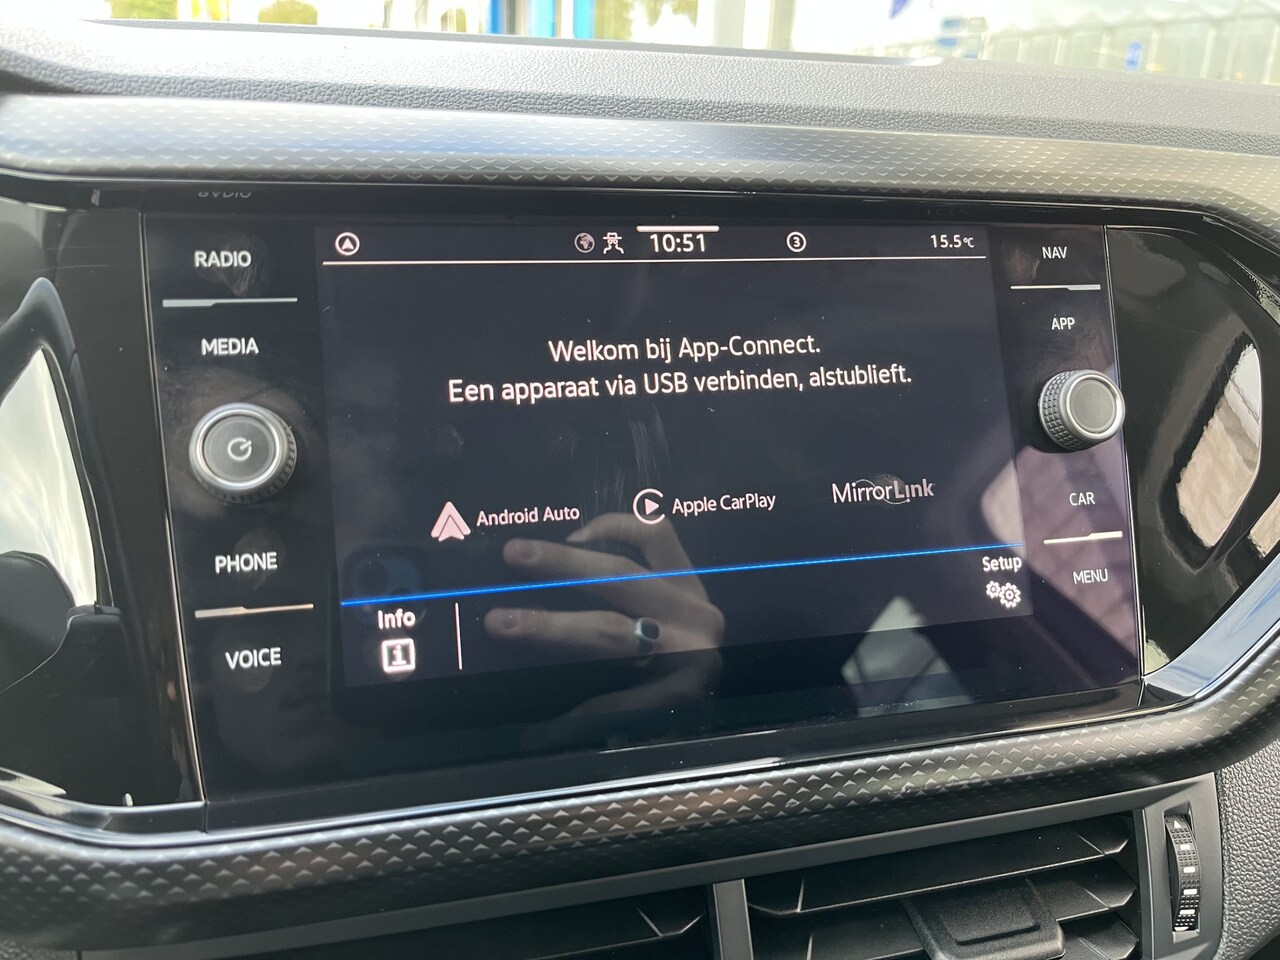 RADIO
MEDIA
PHONE
VOICE
10:51
3
15.5°C
Welkom bij App-Connect.
Een apparaat via USB verbinden, alstublieft.
Android Auto
Apple CarPlay
MirrorLink
Info
Setup
NAV
APP
CAR
MENU